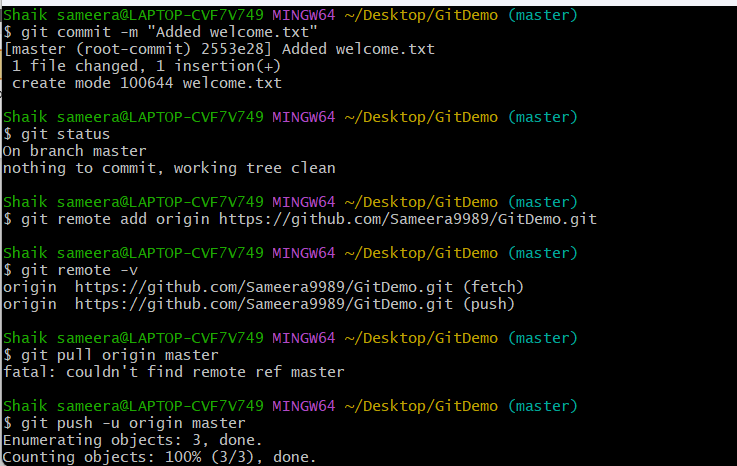 Shaik sameera@LAPTOP-CVF7V749 MINGW64 ~/Desktop/GitDemo (master)
$ git commit -m "Added welcome.txt"
[master (root-commit) 2553e28] Added welcome.txt
 1 file changed, 1 insertion(+)
 create mode 100644 welcome.txt

Shaik sameera@LAPTOP-CVF7V749 MINGW64 ~/Desktop/GitDemo (master)
$ git status
On branch master
nothing to commit, working tree clean

Shaik sameera@LAPTOP-CVF7V749 MINGW64 ~/Desktop/GitDemo (master)
$ git remote add origin https://github.com/Sameera9989/GitDemo.git

Shaik sameera@LAPTOP-CVF7V749 MINGW64 ~/Desktop/GitDemo (master)
$ git remote -v
origin  https://github.com/Sameera9989/GitDemo.git (fetch)
origin  https://github.com/Sameera9989/GitDemo.git (push)

Shaik sameera@LAPTOP-CVF7V749 MINGW64 ~/Desktop/GitDemo (master)
$ git pull origin master
fatal: couldn't find remote ref master

Shaik sameera@LAPTOP-CVF7V749 MINGW64 ~/Desktop/GitDemo (master)
$ git push -u origin master
Enumerating objects: 3, done.
Counting objects: 100% (3/3), done.